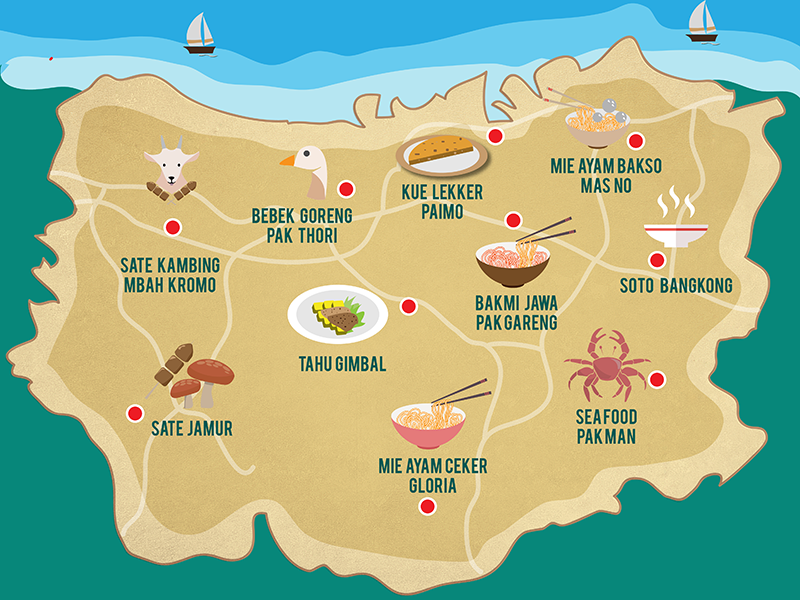 MIE AYAM BAKSO
MAS NO
KUE LEKKER
PAIMO
BEBEK GORENG
PAK THORI
SATE KAMBING
MBAH KROMO
SOTO BANGKONG
BAKMI JAWA
PAK GARENG
TAHU GIMBAL
SATE JAMUR
SEAFOOD
PAK MAN
MIE AYAM CEKER
GLORIA